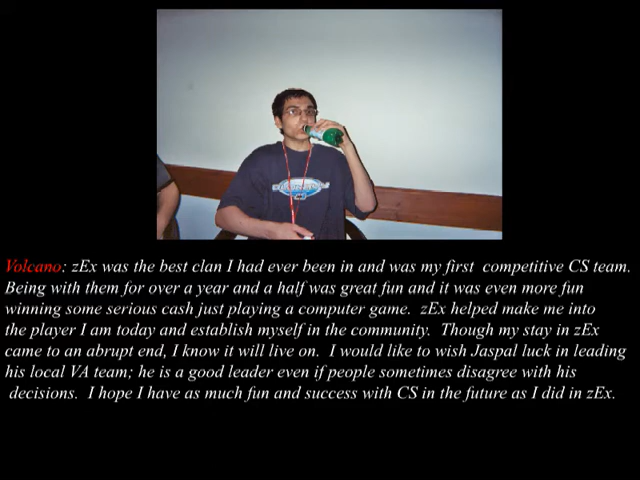 Volcano: zEx was the best clan I had ever been in and was my first competitive CS team.
Being with them for over a year and a half was great fun and it was even more fun
winning some serious cash just playing a computer game. zEx helped make me into
the player I am today and establish myself in the community. Though my stay in zEx
came to an abrupt end, I know it will live on. I would like to wish Jaspal luck in leading
his local VA team; he is a good leader even if people sometimes disagree with his
decisions. I hope I have as much fun and success with CS in the future as I did in zEx.